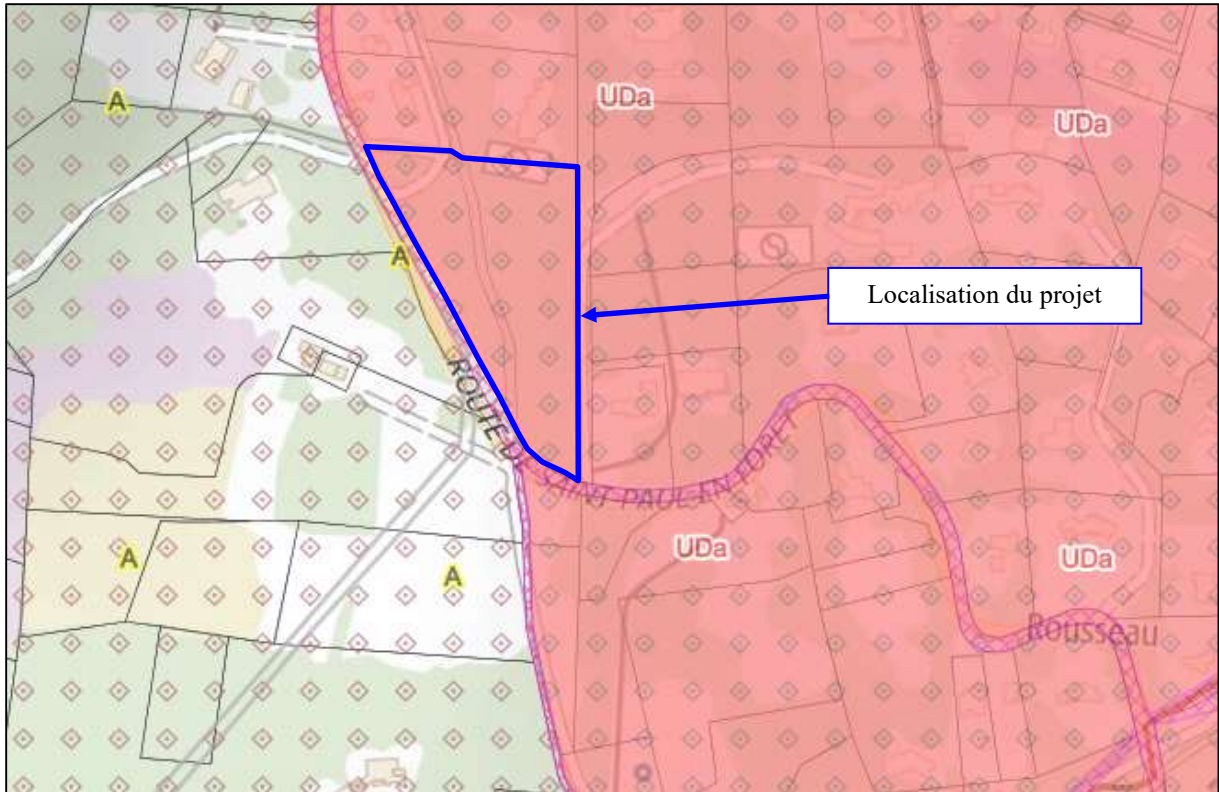 UDa
A
UDa
A
Localisation du projet
ROUTE DE SAINT-PAUL-EN-FORET
UDa
A
A
UDa
Rousseau